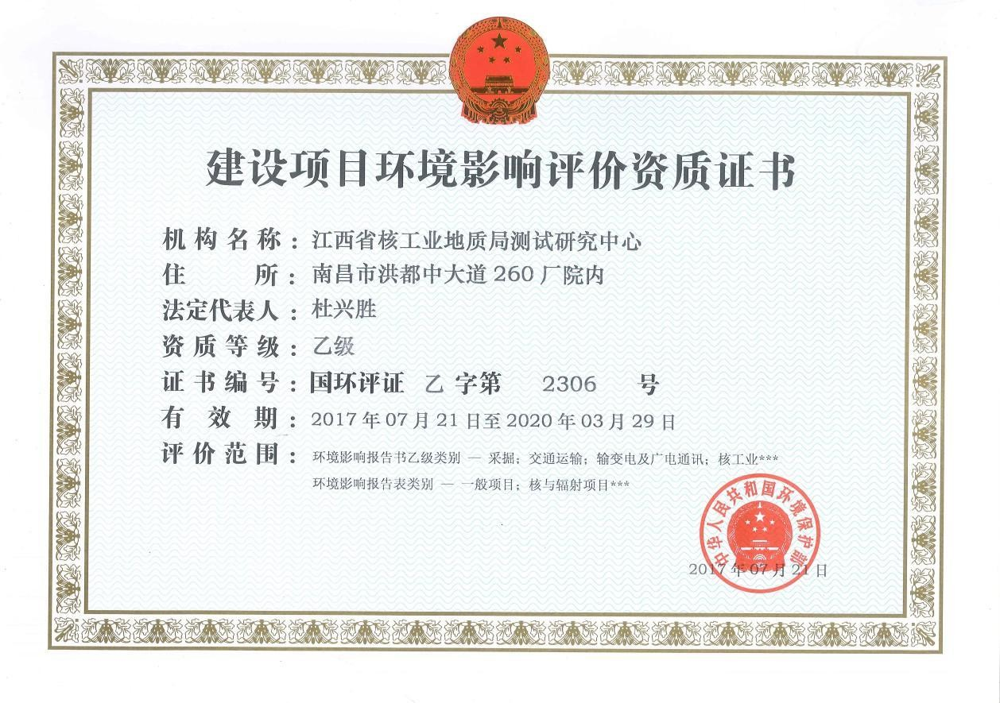 建设项目环境影响评价资质证书
机构名称：江西省核工业地质局测试研究中心
住所：南昌市洪都中大道260厂院内
法定代表人：杜兴胜
资质等级：乙级
证书编号：国环评证 乙 字第 2306 号
有效期：2017年07月21日至2020年03月29日
评价范围：环境影响报告书乙级类别 — 采掘；交通运输；输变电及广电通讯；核工业***
环境影响报告表类别 — 一般项目；核与辐射项目***
中华人民共和国环境保护部
2017年07月21日